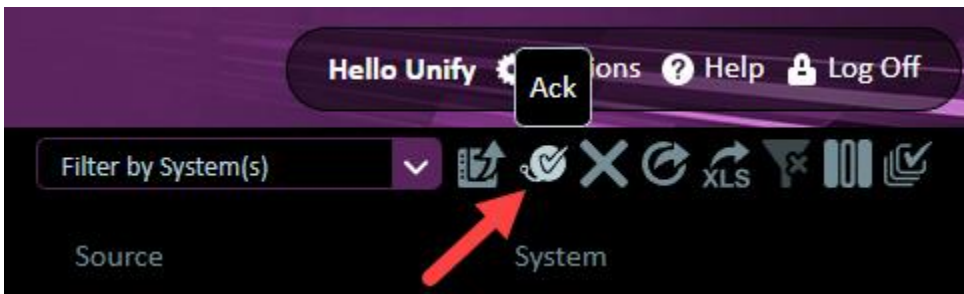 Hello Unify ions Help Log Off
Ack
Filter by System(s) XLS
Source System